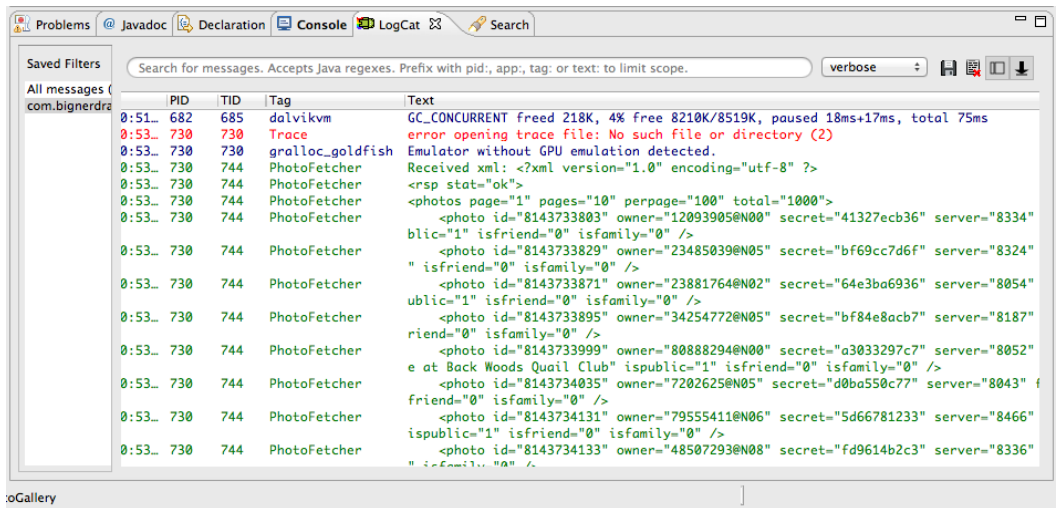 Problems @ Javadoc Declaration Console LogCat Search
Saved Filters
Search for messages. Accepts Java regexes. Prefix with pid:, app:, tag: or text: to limit scope. verbose
All messages (
com.bignerdra
PID TID Tag Text
0:51… 682 685 dalvikvm GC_CONCURRENT freed 218K, 4% free 8210K/8519K, paused 18ms+17ms, total 75ms
0:53… 730 730 Trace error opening trace file: No such file or directory (2)
0:53… 730 730 gralloc_goldfish Emulator without GPU emulation detected.
0:53… 730 744 PhotoFetcher Received xml: <?xml version="1.0" encoding="utf-8" ?>
0:53… 730 744 PhotoFetcher <rsp stat="ok">
0:53… 730 744 PhotoFetcher <photos page="1" pages="10" perpage="100" total="1000">
0:53… 730 744 PhotoFetcher <photo id="8143733803" owner="12093905@N00" secret="41327ecb36" server="8334"
blic="1" isfriend="0" isfamily="0" />
0:53… 730 744 PhotoFetcher <photo id="8143733829" owner="23485039@N05" secret="bf69cc7d6f" server="8324"
" isfriend="0" isfamily="0" />
0:53… 730 744 PhotoFetcher <photo id="8143733871" owner="23881764@N02" secret="64e3ba6936" server="8054"
ublic="1" isfriend="0" isfamily="0" />
0:53… 730 744 PhotoFetcher <photo id="8143733895" owner="34254772@N05" secret="bf84e8acb7" server="8187"
riend="0" isfamily="0" />
0:53… 730 744 PhotoFetcher <photo id="8143733999" owner="80888294@N00" secret="a3033297c7" server="8052"
e at Back Woods Quail Club" ispublic="1" isfriend="0" isfamily="0" />
0:53… 730 744 PhotoFetcher <photo id="8143734035" owner="7202625@N05" secret="d0ba550c77" server="8043" f
friend="0" isfamily="0" />
0:53… 730 744 PhotoFetcher <photo id="8143734131" owner="79555411@N06" secret="5d66781233" server="8466"
ispublic="1" isfriend="0" isfamily="0" />
0:53… 730 744 PhotoFetcher <photo id="8143734133" owner="48507293@N08" secret="fd9614b2c3" server="8336"
" isfamily="0" />
toGallery